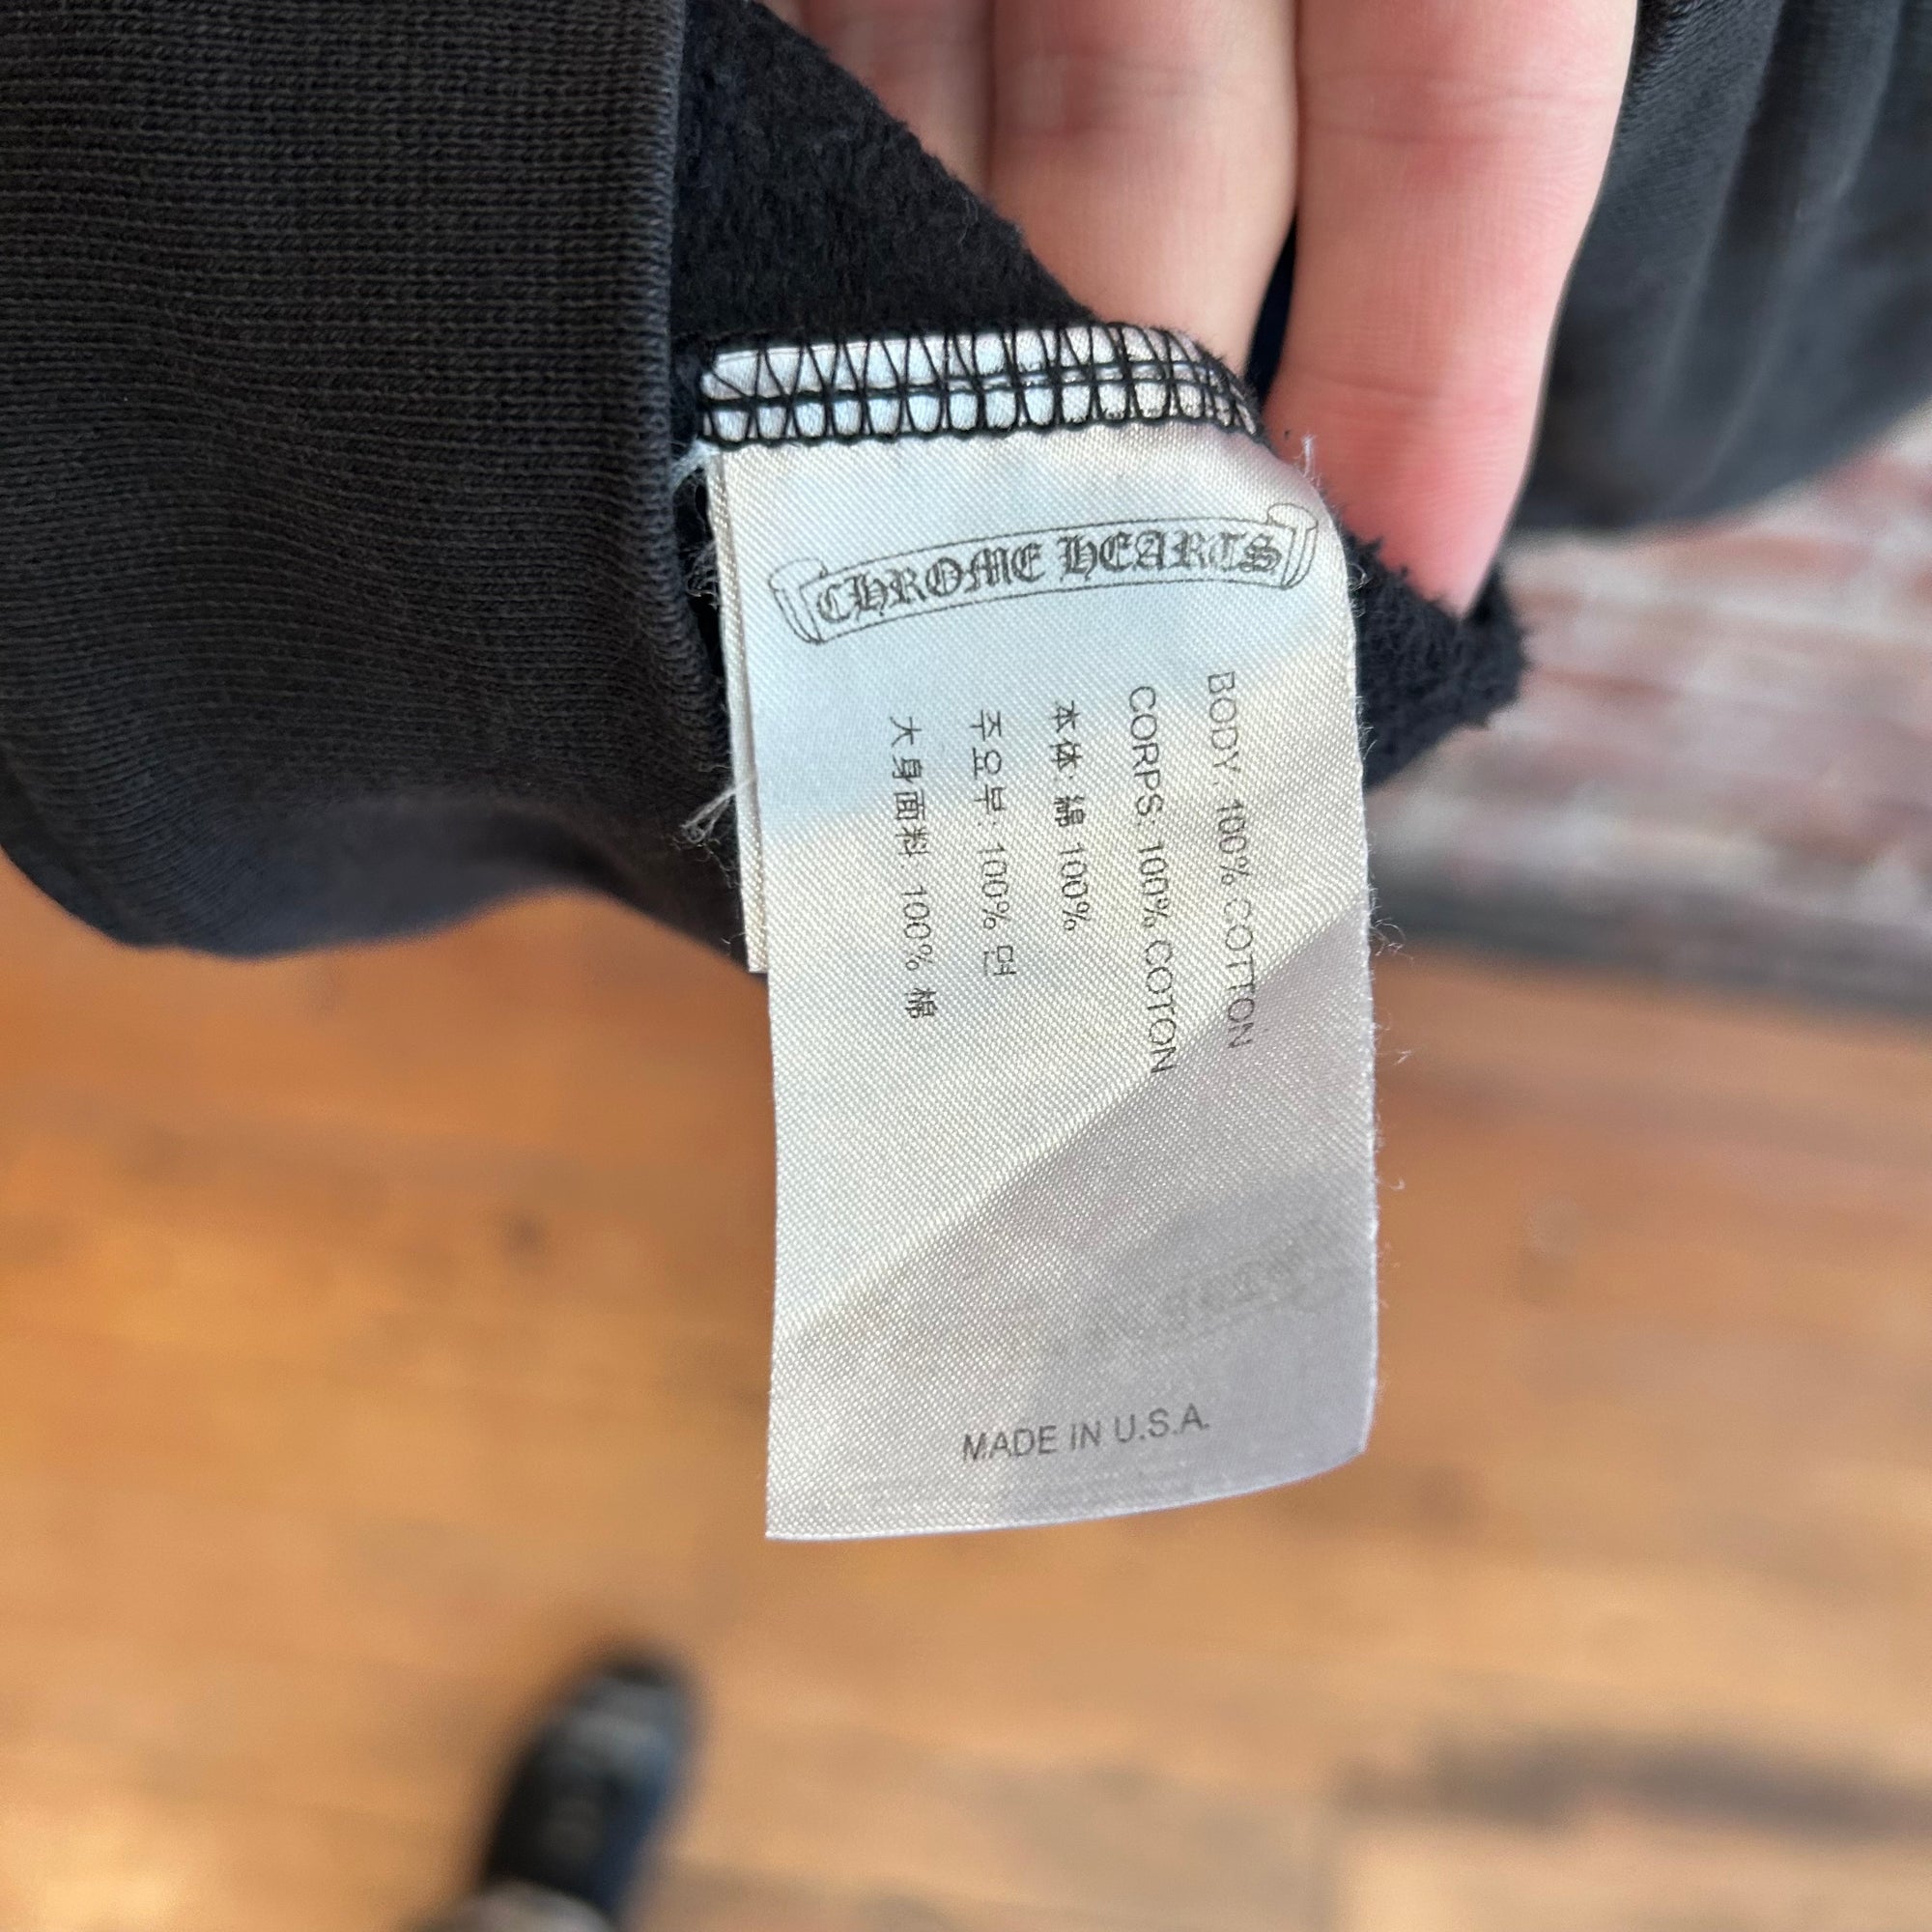 CHROME HEARTS
BODY: 100% COTTON
CORPS: 100% COTON
本体: 綿 100%
주요부: 100% 면
大身面料: 100% 棉
MADE IN U.S.A.